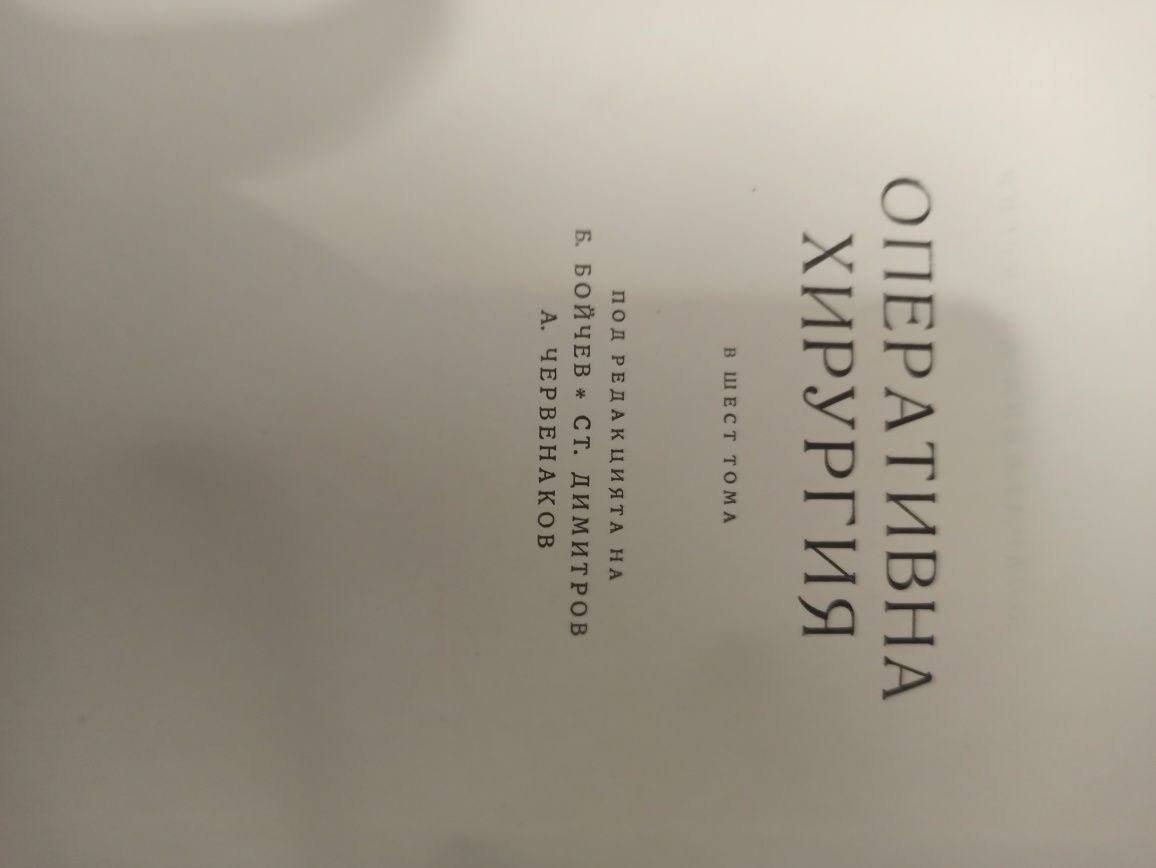 ОПЕРАТИВНА
ХИРУРГИЯ
В ШЕСТ ТОМА
ПОД РЕДАКЦИЯТА НА
Б. БОЙЧЕВ * СТ. ДИМИТРОВ
А. ЧЕРВЕНАКОВ